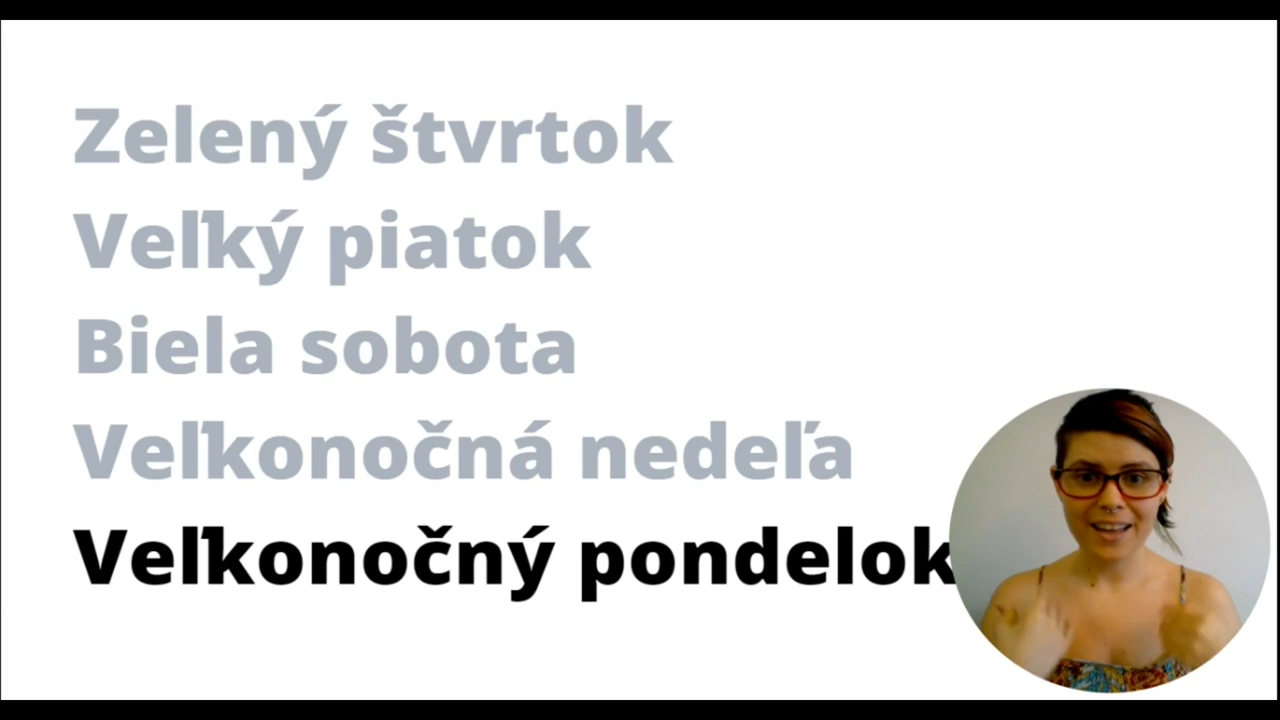 Zelený štvrtok
Veľký piatok
Biela sobota
Veľkonočná nedeľa
Veľkonočný pondelok